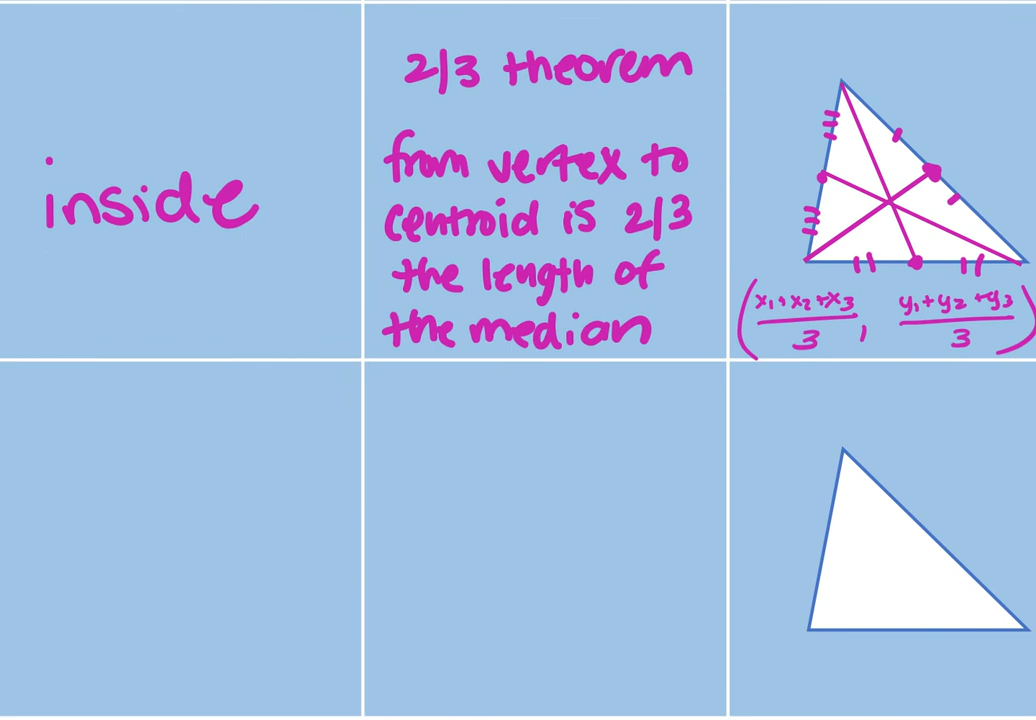 inside
2/3 theorem
from vertex to
centroid is 2/3
the length of
the median
(x₁+x₂+x₃/3, y₁+y₂+y₃/3)